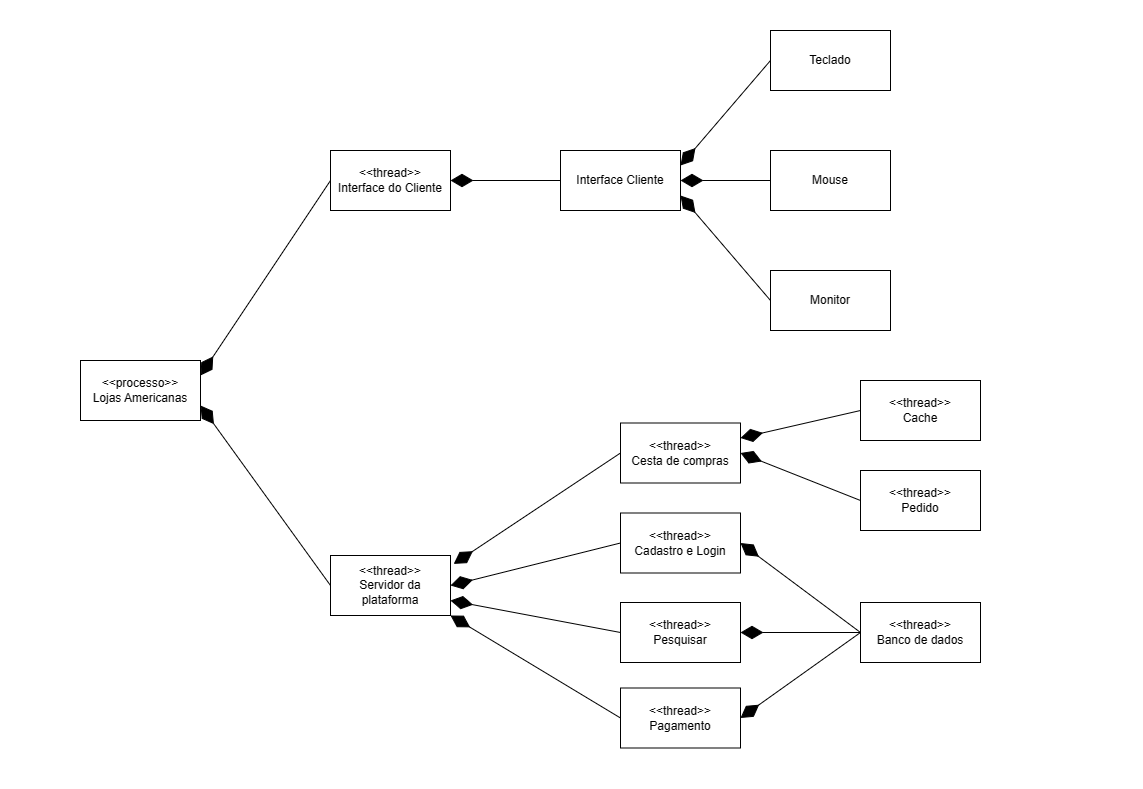 Teclado
<<thread>>
Interface do Cliente
Interface Cliente
Mouse
Monitor
<<processo>>
Lojas Americanas
<<thread>>
Cache
<<thread>>
Cesta de compras
<<thread>>
Pedido
<<thread>>
Cadastro e Login
<<thread>>
Servidor da
plataforma
<<thread>>
Pesquisar
<<thread>>
Banco de dados
<<thread>>
Pagamento